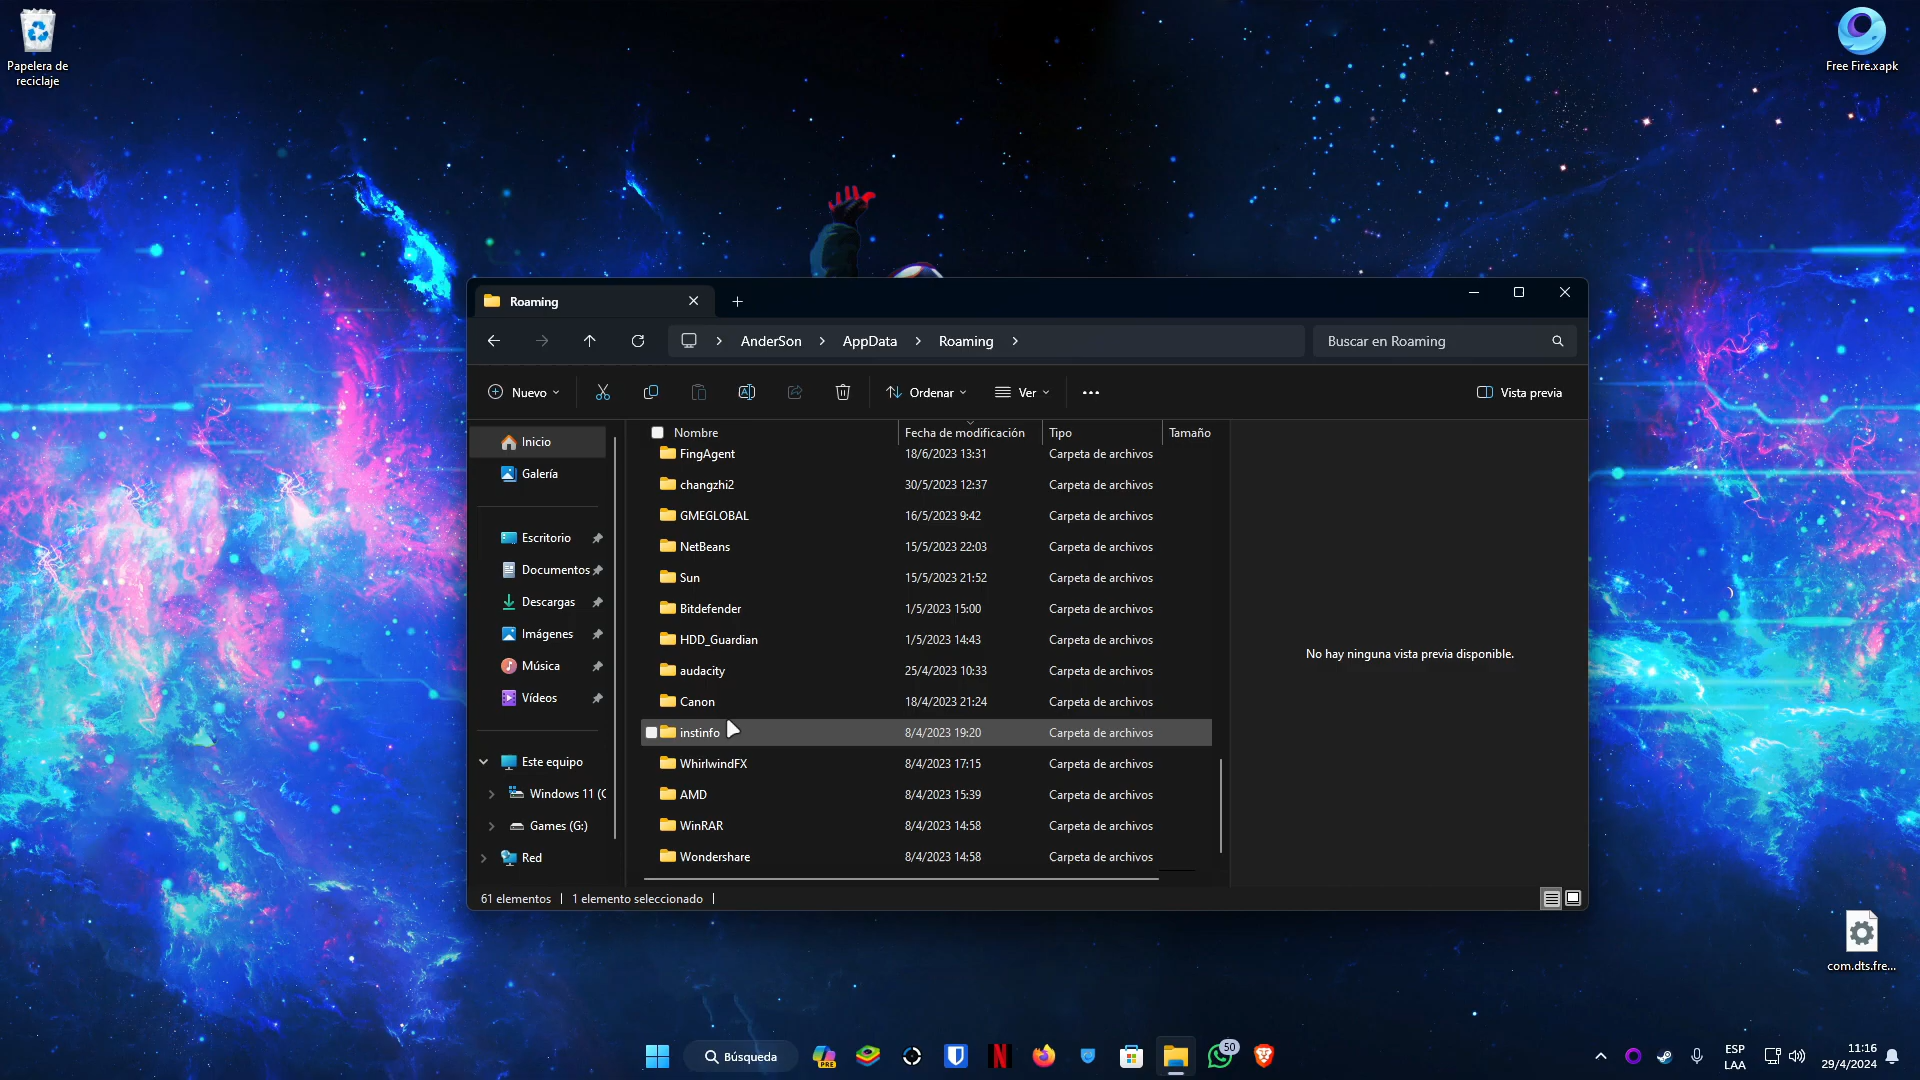 Papelera de
reciclaje
Free Fire.xapk
Roaming
AnderSon
AppData
Roaming
Buscar en Roaming
Nuevo
Ordenar
Ver
Vista previa
Inicio
Galería
Escritorio
Documentos
Descargas
Imágenes
Música
Vídeos
Este equipo
Windows 11 (C
Games (G:)
Red
Nombre Fecha de modificación Tipo Tamaño
FingAgent 18/6/2023 13:31 Carpeta de archivos
changzhi2 30/5/2023 12:37 Carpeta de archivos
GMEGLOBAL 16/5/2023 9:42 Carpeta de archivos
NetBeans 15/5/2023 22:03 Carpeta de archivos
Sun 15/5/2023 21:52 Carpeta de archivos
Bitdefender 1/5/2023 15:00 Carpeta de archivos
HDD_Guardian 1/5/2023 14:43 Carpeta de archivos
audacity 25/4/2023 10:33 Carpeta de archivos
Canon 18/4/2023 21:24 Carpeta de archivos
instinfo 8/4/2023 19:20 Carpeta de archivos
WhirlwindFX 8/4/2023 17:15 Carpeta de archivos
AMD 8/4/2023 15:39 Carpeta de archivos
WinRAR 8/4/2023 14:58 Carpeta de archivos
Wondershare 8/4/2023 14:58 Carpeta de archivos
No hay ninguna vista previa disponible.
61 elementos
1 elemento seleccionado
com.dts.fre...
Búsqueda
PRE
N
50
ESP
LAA
11:16
29/4/2024